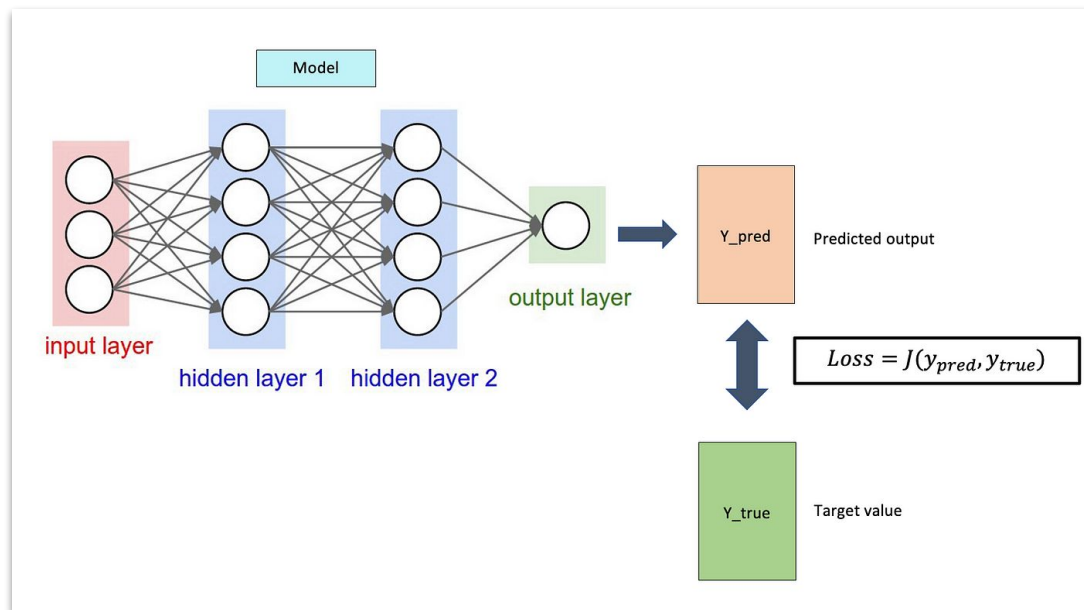 Model
input layer
hidden layer 1
hidden layer 2
output layer
Y_pred
Predicted output
Loss = J(y_pred, y_true)
Y_true
Target value